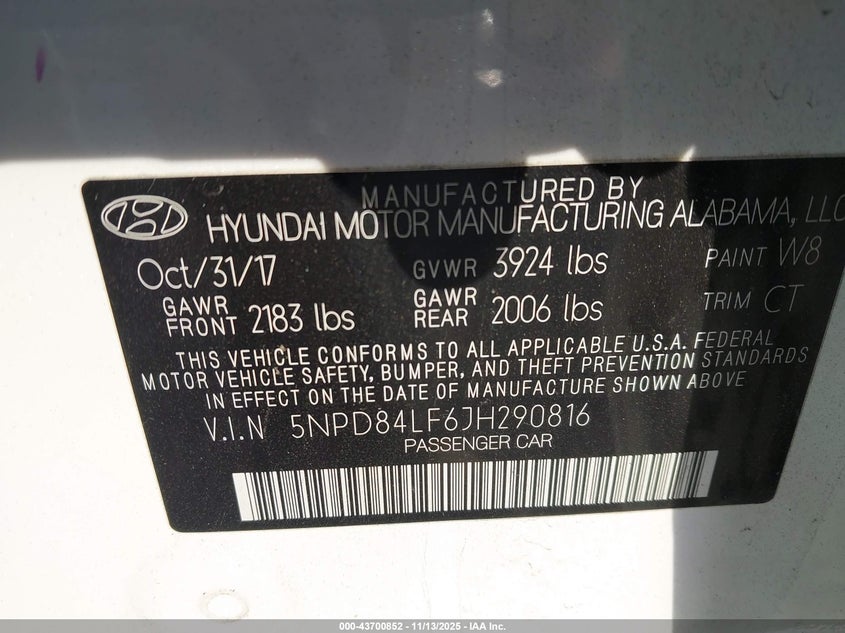 MANUFACTURED BY
HYUNDAI MOTOR MANUFACTURING ALABAMA, LLC
Oct/31/17 GVWR 3924 lbs PAINT W8
GAWR FRONT 2183 lbs GAWR REAR 2006 lbs TRIM CT
THIS VEHICLE CONFORMS TO ALL APPLICABLE U.S.A. FEDERAL
MOTOR VEHICLE SAFETY, BUMPER, AND THEFT PREVENTION STANDARDS
IN EFFECT ON THE DATE OF MANUFACTURE SHOWN ABOVE
V.I.N 5NPD84LF6JH290816
PASSENGER CAR
000-43700852 - 11/13/2025 - IAA Inc.